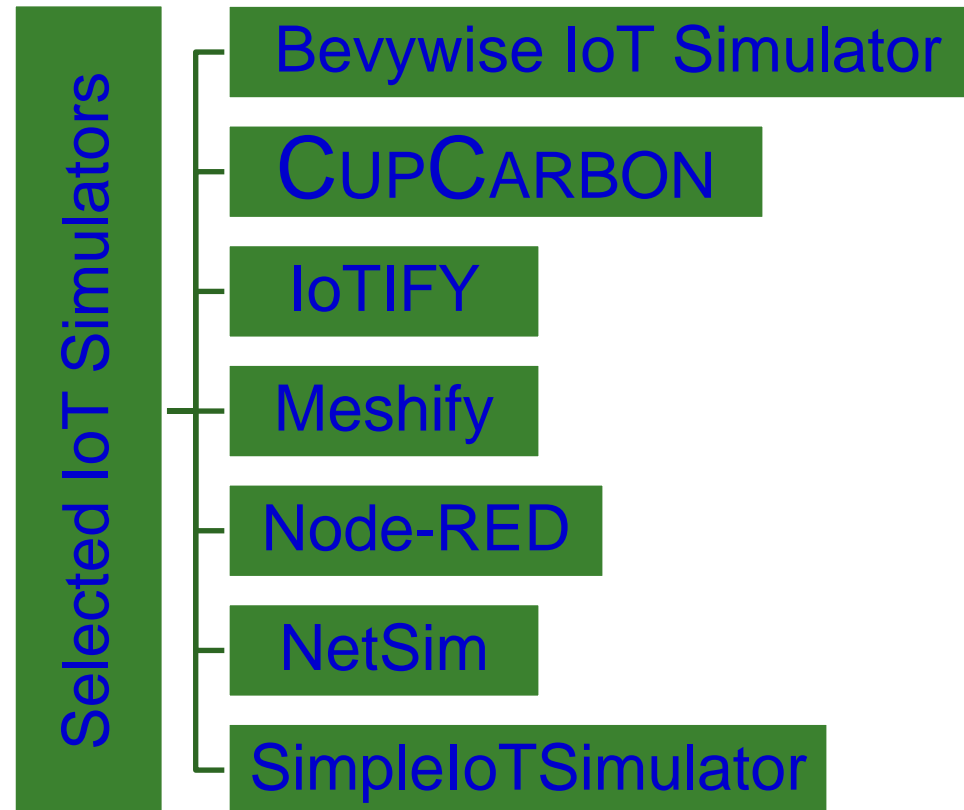 Selected IoT Simulators
Bevywise IoT Simulator
CUPCARBON
IoTIFY
Meshify
Node-RED
NetSim
SimpleIoTSimulator